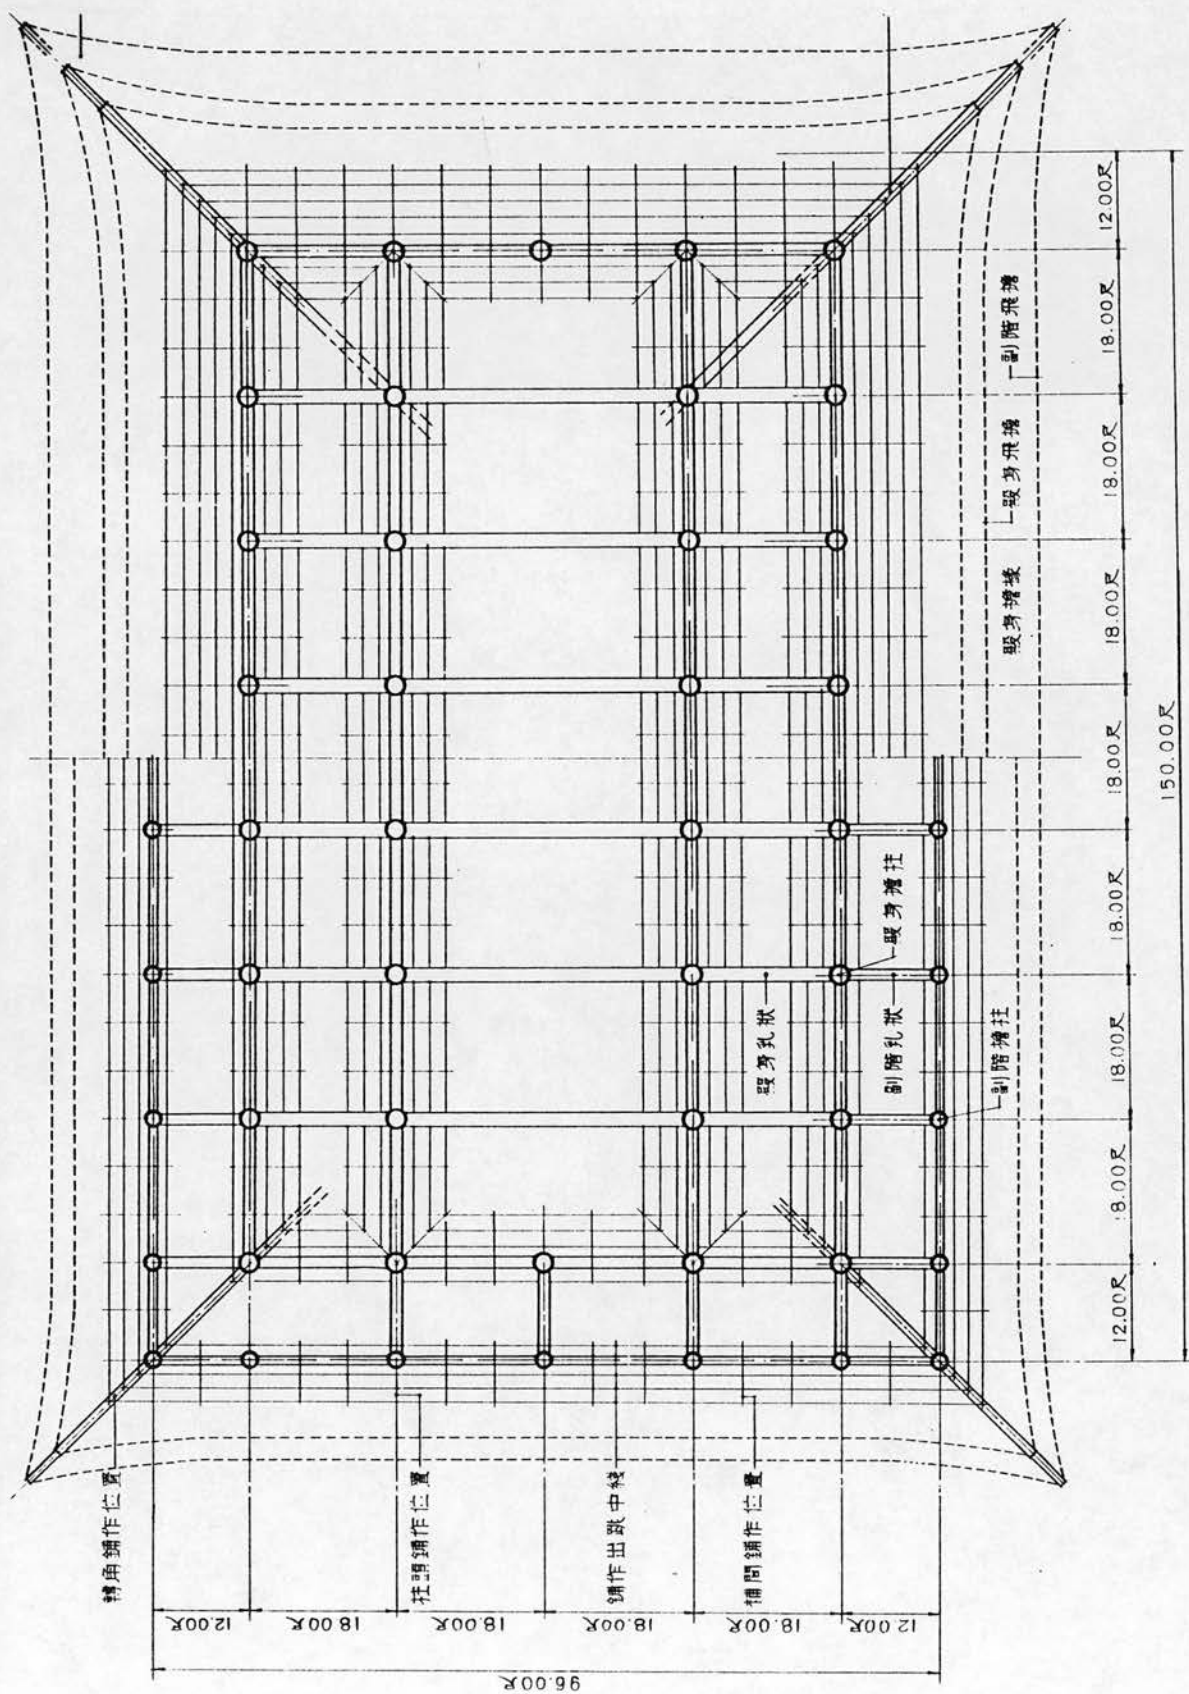 轉角鋪作位置
柱頭鋪作位置
鋪作出跳中綫
補間鋪作位置
12.00尺
18.00尺
18.00尺
18.00尺
18.00尺
12.00尺
96.00尺
殿身乳栿
副階乳栿
殿身檐柱
副階檐柱
殿身檐椽
殿身飛檐
副階飛檐
12.00尺
18.00尺
18.00尺
18.00尺
18.00尺
18.00尺
18.00尺
18.00尺
12.00尺
150.00尺